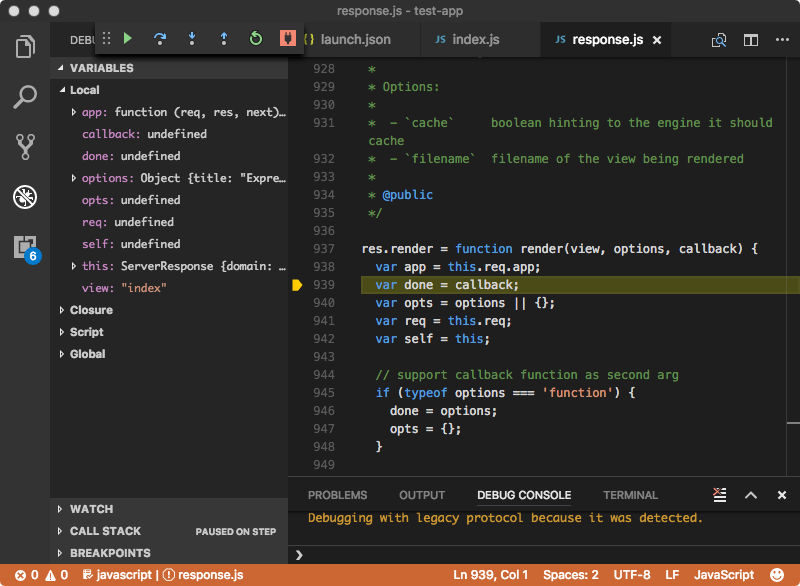 response.js - test-app
DEBU
launch.json
JS index.js
JS response.js
VARIABLES
Local
app: function (req, res, next)…
callback: undefined
done: undefined
options: Object {title: "Expre…
opts: undefined
req: undefined
self: undefined
this: ServerResponse {domain: …
view: "index"
Closure
Script
Global
6
928 *
929 * Options:
930 *
931 * - `cache` boolean hinting to the engine it should
cache
932 * - `filename` filename of the view being rendered
933 *
934 * @public
935 */
936
937 res.render = function render(view, options, callback) {
938 var app = this.req.app;
939 var done = callback;
940 var opts = options || {};
941 var req = this.req;
942 var self = this;
943
944 // support callback function as second arg
945 if (typeof options === 'function') {
946 done = options;
947 opts = {};
948 }
949
WATCH
CALL STACK PAUSED ON STEP
BREAKPOINTS
PROBLEMS OUTPUT DEBUG CONSOLE TERMINAL
Debugging with legacy protocol because it was detected.
0 0 javascript | response.js Ln 939, Col 1 Spaces: 2 UTF-8 LF JavaScript